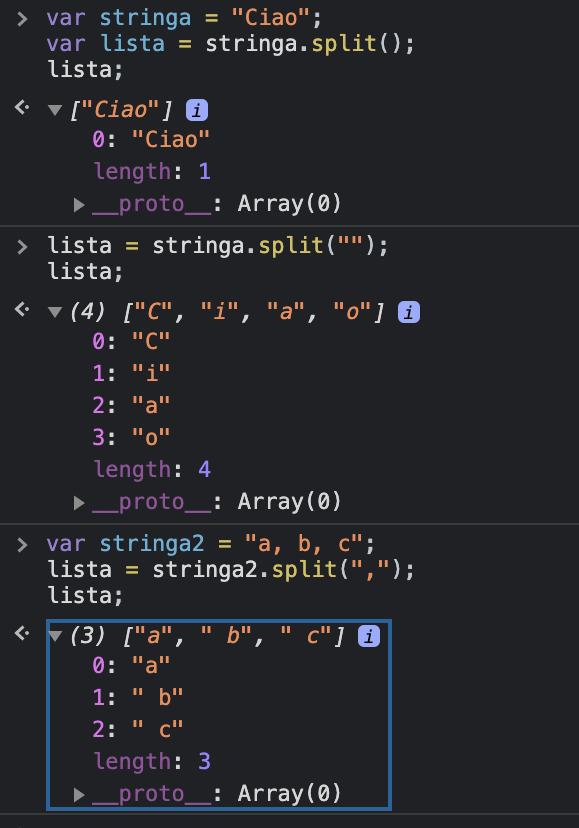 > var stringa = "Ciao";
var lista = stringa.split();
lista;
▼ ["Ciao"] i
0: "Ciao"
length: 1
▶ __proto__: Array(0)
> lista = stringa.split("");
lista;
▼ (4) ["C", "i", "a", "o"] i
0: "C"
1: "i"
2: "a"
3: "o"
length: 4
▶ __proto__: Array(0)
> var stringa2 = "a, b, c";
lista = stringa2.split(",");
lista;
▼ (3) ["a", " b", " c"] i
0: "a"
1: " b"
2: " c"
length: 3
▶ __proto__: Array(0)